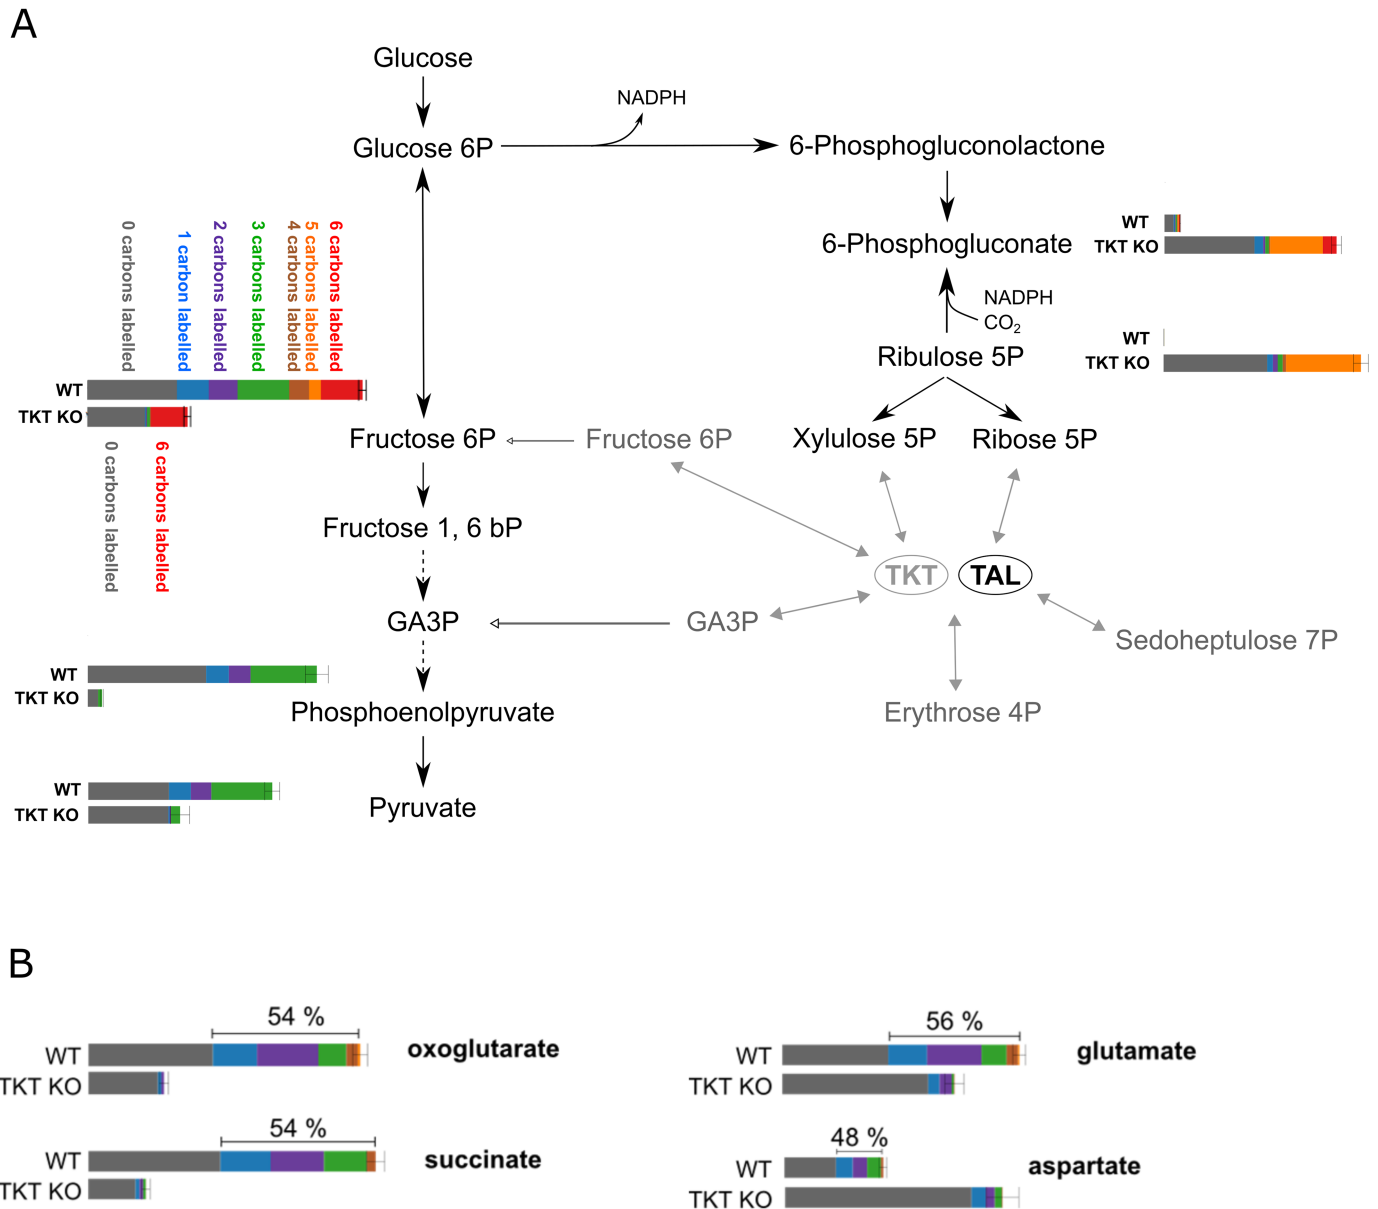 A
Glucose
NADPH
Glucose 6P
6-Phosphogluconolactone
0 carbons labelled
1 carbon labelled
2 carbons labelled
3 carbons labelled
4 carbons labelled
5 carbons labelled
6 carbons labelled
WT
6-Phosphogluconate
TKT KO
NADPH
CO₂
WT
Ribulose 5P
TKT KO
WT
TKT KO
Fructose 6P
Fructose 6P
Xylulose 5P
Ribose 5P
0 carbons labelled
6 carbons labelled
Fructose 1, 6 bP
TKT
TAL
GA3P
GA3P
Sedoheptulose 7P
WT
TKT KO
Phosphoenolpyruvate
Erythrose 4P
WT
Pyruvate
TKT KO
B
54 %
WT
oxoglutarate
TKT KO
56 %
WT
glutamate
TKT KO
54 %
WT
succinate
TKT KO
48 %
WT
aspartate
TKT KO